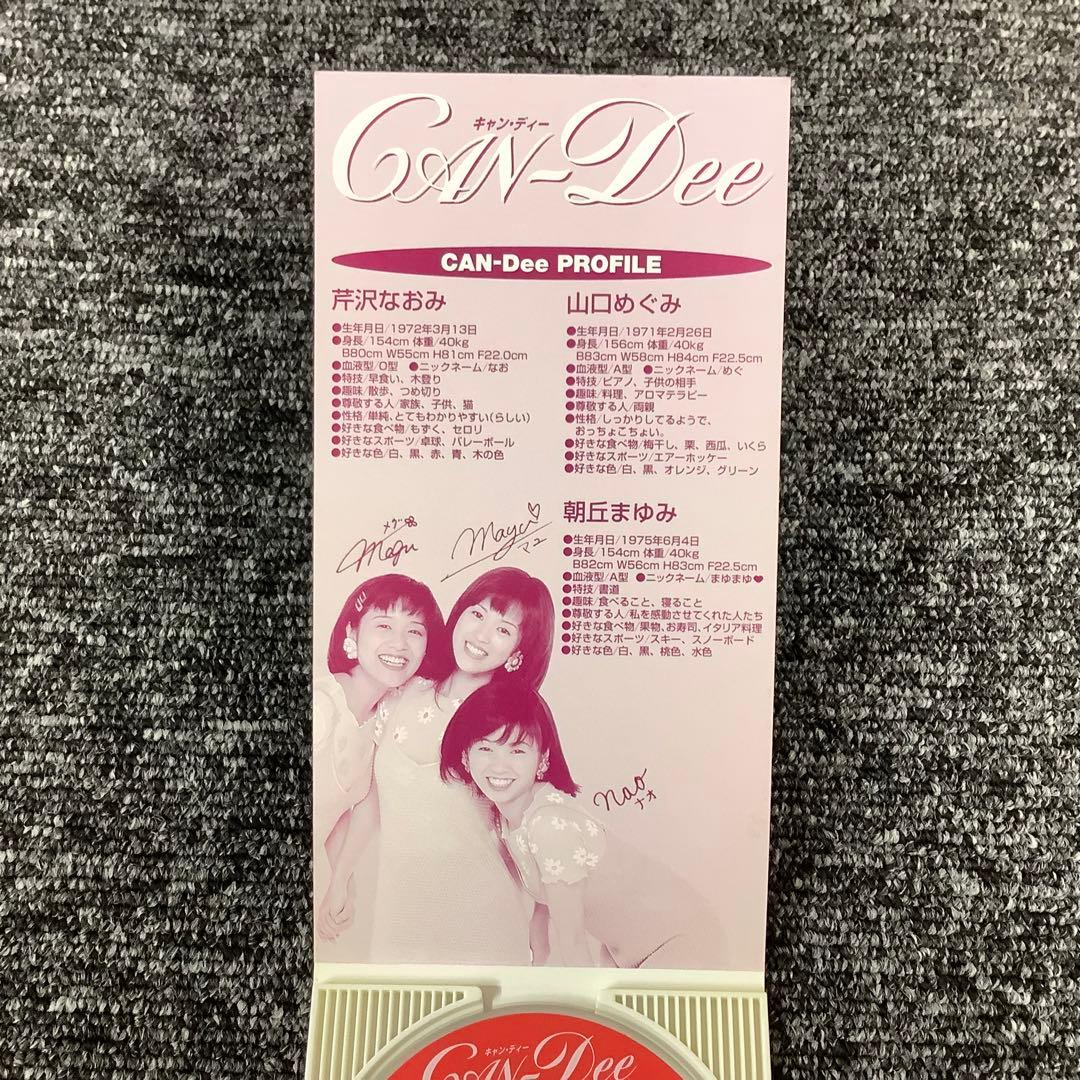 キャン・ディー
CAN-Dee
CAN-Dee PROFILE
芹沢なおみ
●生年月日/1972年3月13日
●身長/154cm 体重/40kg
B80cm W55cm H81cm F22.0cm
●血液型/O型 ●ニックネーム/なお
●特技/早食い、木登り
●趣味/散歩、つめ切り
●尊敬する人/家族、子供、猫
●性格/単純、とてもわかりやすい(らしい)
●好きな食べ物/もずく、セロリ
●好きなスポーツ/卓球、バレーボール
●好きな色/白、黒、赤、青、木の色
山口めぐみ
●生年月日/1971年2月26日
●身長/156cm 体重/40kg
B83cm W58cm H84cm F22.5cm
●血液型/A型 ●ニックネーム/めぐ
●特技/ピアノ、子供の相手
●趣味/料理、アロマテラピー
●尊敬する人/両親
●性格/しっかりしてるようで、
おっちょこちょい。
●好きな食べ物/梅干し、栗、西瓜、いくら
●好きなスポーツ/エアーホッケー
●好きな色/白、黒、オレンジ、グリーン
朝丘まゆみ
●生年月日/1975年6月4日
●身長/154cm 体重/40kg
B82cm W56cm H83cm F22.5cm
●血液型/A型 ●ニックネーム/まゆまゆ♥
●特技/書道
●趣味/食べること、寝ること
●尊敬する人/私を感動させてくれた人たち
●好きな食べ物/果物、お寿司、イタリア料理
●好きなスポーツ/スキー、スノーボード
●好きな色/白、黒、桃色、水色
メグ
Megu
Mayu♡
マユ
nao
ナオ
キャン・ディー
CAN-Dee